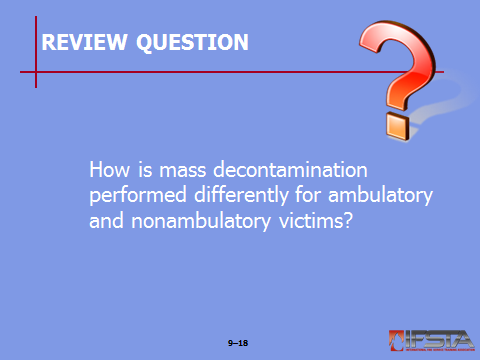 REVIEW QUESTION
How is mass decontamination
performed differently for ambulatory
and nonambulatory victims?
9–18
IFSTA